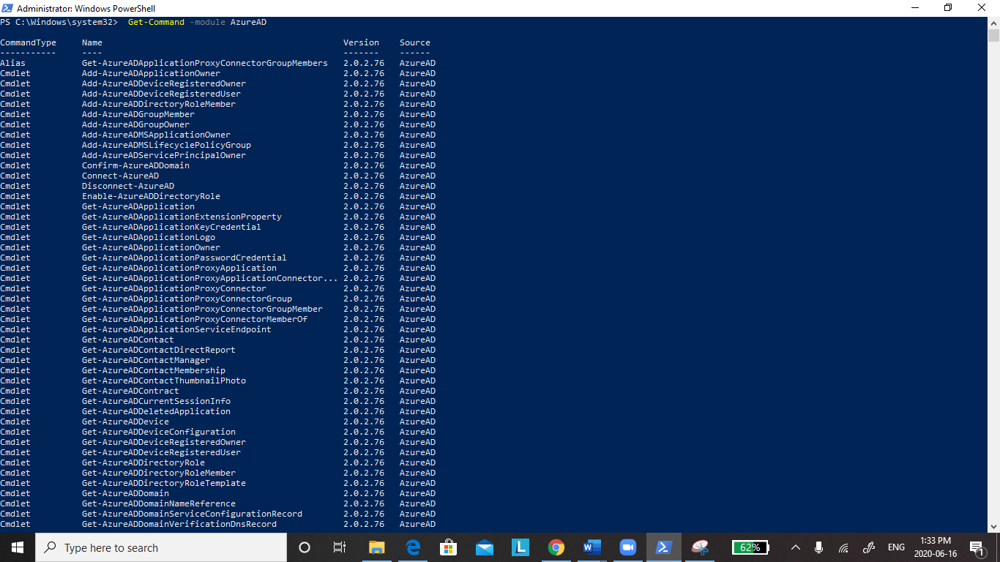 Administrator: Windows PowerShell
PS C:\Windows\system32>  Get-Command -module AzureAD
CommandType     Name                                               Version    Source
-----------     ----                                               -------    ------
Alias           Get-AzureADApplicationProxyConnectorGroupMembers   2.0.2.76   AzureAD
Cmdlet          Add-AzureADApplicationOwner                        2.0.2.76   AzureAD
Cmdlet          Add-AzureADDeviceRegisteredOwner                   2.0.2.76   AzureAD
Cmdlet          Add-AzureADDeviceRegisteredUser                    2.0.2.76   AzureAD
Cmdlet          Add-AzureADDirectoryRoleMember                     2.0.2.76   AzureAD
Cmdlet          Add-AzureADGroupMember                             2.0.2.76   AzureAD
Cmdlet          Add-AzureADGroupOwner                              2.0.2.76   AzureAD
Cmdlet          Add-AzureADMSApplicationOwner                      2.0.2.76   AzureAD
Cmdlet          Add-AzureADMSLifecyclePolicyGroup                  2.0.2.76   AzureAD
Cmdlet          Add-AzureADServicePrincipalOwner                   2.0.2.76   AzureAD
Cmdlet          Confirm-AzureADDomain                              2.0.2.76   AzureAD
Cmdlet          Connect-AzureAD                                    2.0.2.76   AzureAD
Cmdlet          Disconnect-AzureAD                                 2.0.2.76   AzureAD
Cmdlet          Enable-AzureADDirectoryRole                        2.0.2.76   AzureAD
Cmdlet          Get-AzureADApplication                             2.0.2.76   AzureAD
Cmdlet          Get-AzureADApplicationExtensionProperty            2.0.2.76   AzureAD
Cmdlet          Get-AzureADApplicationKeyCredential                2.0.2.76   AzureAD
Cmdlet          Get-AzureADApplicationLogo                         2.0.2.76   AzureAD
Cmdlet          Get-AzureADApplicationOwner                        2.0.2.76   AzureAD
Cmdlet          Get-AzureADApplicationPasswordCredential           2.0.2.76   AzureAD
Cmdlet          Get-AzureADApplicationProxyApplication             2.0.2.76   AzureAD
Cmdlet          Get-AzureADApplicationProxyApplicationConnector... 2.0.2.76   AzureAD
Cmdlet          Get-AzureADApplicationProxyConnector               2.0.2.76   AzureAD
Cmdlet          Get-AzureADApplicationProxyConnectorGroup          2.0.2.76   AzureAD
Cmdlet          Get-AzureADApplicationProxyConnectorGroupMember    2.0.2.76   AzureAD
Cmdlet          Get-AzureADApplicationProxyConnectorMemberOf       2.0.2.76   AzureAD
Cmdlet          Get-AzureADApplicationServiceEndpoint              2.0.2.76   AzureAD
Cmdlet          Get-AzureADContact                                 2.0.2.76   AzureAD
Cmdlet          Get-AzureADContactDirectReport                     2.0.2.76   AzureAD
Cmdlet          Get-AzureADContactManager                          2.0.2.76   AzureAD
Cmdlet          Get-AzureADContactMembership                       2.0.2.76   AzureAD
Cmdlet          Get-AzureADContactThumbnailPhoto                   2.0.2.76   AzureAD
Cmdlet          Get-AzureADContract                                2.0.2.76   AzureAD
Cmdlet          Get-AzureADCurrentSessionInfo                      2.0.2.76   AzureAD
Cmdlet          Get-AzureADDeletedApplication                      2.0.2.76   AzureAD
Cmdlet          Get-AzureADDevice                                  2.0.2.76   AzureAD
Cmdlet          Get-AzureADDeviceConfiguration                     2.0.2.76   AzureAD
Cmdlet          Get-AzureADDeviceRegisteredOwner                   2.0.2.76   AzureAD
Cmdlet          Get-AzureADDeviceRegisteredUser                    2.0.2.76   AzureAD
Cmdlet          Get-AzureADDirectoryRole                           2.0.2.76   AzureAD
Cmdlet          Get-AzureADDirectoryRoleMember                     2.0.2.76   AzureAD
Cmdlet          Get-AzureADDirectoryRoleTemplate                   2.0.2.76   AzureAD
Cmdlet          Get-AzureADDomain                                  2.0.2.76   AzureAD
Cmdlet          Get-AzureADDomainNameReference                     2.0.2.76   AzureAD
Cmdlet          Get-AzureADDomainServiceConfigurationRecord        2.0.2.76   AzureAD
Cmdlet          Get-AzureADDomainVerificationDnsRecord             2.0.2.76   AzureAD
Type here to search
L
W
62%
ENG
1:33 PM
2020-06-16
1